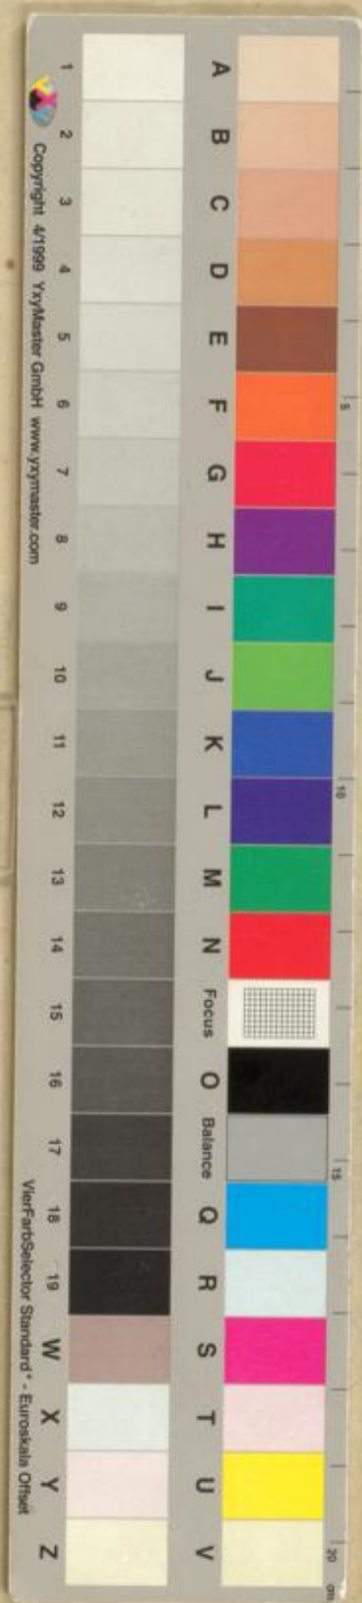 5 10 15 20 cm
A B C D E F G H I J K L M N Focus O Balance Q R S T U V
1 2 3 4 5 6 7 8 9 10 11 12 13 14 15 16 17 18 19 W X Y Z
yxy
Copyright 4/1999 YxyMaster GmbH www.yxymaster.com VierFarbSelector Standard* - Euroskala Offset